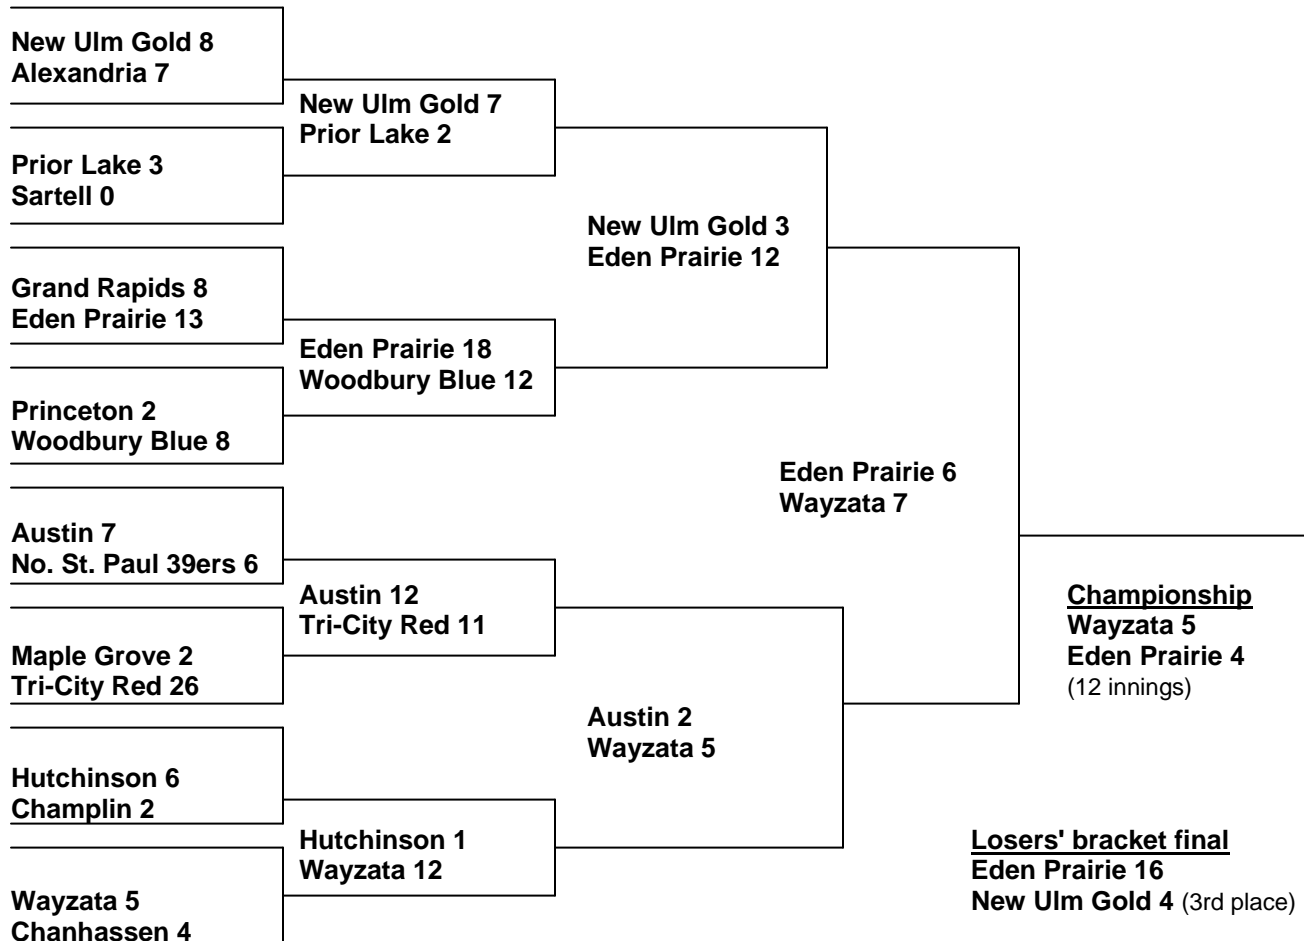 New Ulm Gold 8
Alexandria 7
Prior Lake 3
Sartell 0
Grand Rapids 8
Eden Prairie 13
Princeton 2
Woodbury Blue 8
Austin 7
No. St. Paul 39ers 6
Maple Grove 2
Tri-City Red 26
Hutchinson 6
Champlin 2
Wayzata 5
Chanhassen 4
New Ulm Gold 7
Prior Lake 2
Eden Prairie 18
Woodbury Blue 12
Austin 12
Tri-City Red 11
Hutchinson 1
Wayzata 12
New Ulm Gold 3
Eden Prairie 12
Austin 2
Wayzata 5
Eden Prairie 6
Wayzata 7
Championship
Wayzata 5
Eden Prairie 4
(12 innings)
Losers' bracket final
Eden Prairie 16
New Ulm Gold 4 (3rd place)